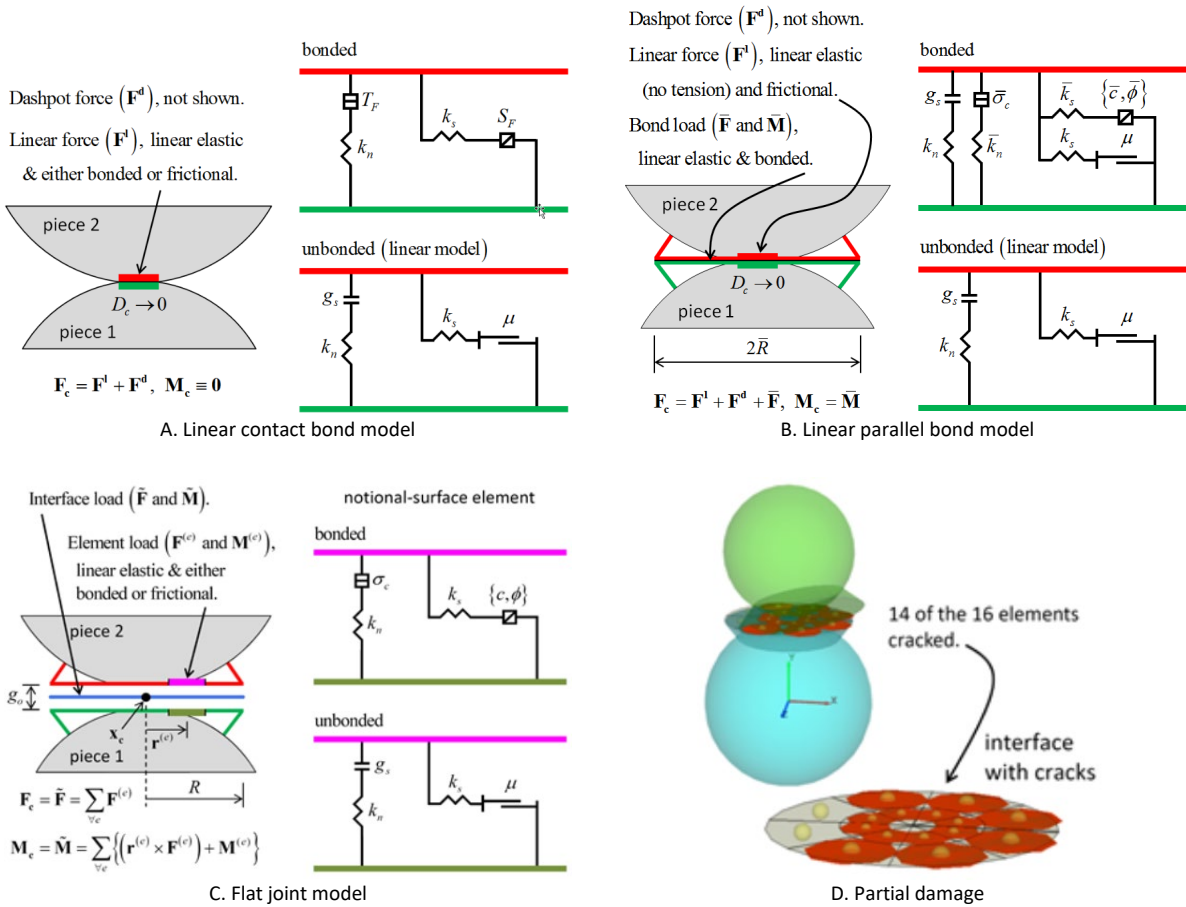 Dashpot force (F^d), not shown.
Linear force (F^l), linear elastic
& either bonded or frictional.
piece 2
D_c → 0
piece 1
F_c = F^l + F^d, M_c ≡ 0
bonded
T_F
k_n
k_s
S_F
unbonded (linear model)
g_s
k_n
k_s
μ
A. Linear contact bond model
Dashpot force (F^d), not shown.
Linear force (F^l), linear elastic
(no tension) and frictional.
Bond load (F̄ and M̄),
linear elastic & bonded.
piece 2
D_c → 0
piece 1
2R̄
F_c = F^l + F^d + F̄, M_c = M̄
bonded
g_s
σ̄_c
k̄_s
{c̄, φ̄}
k_n
k̄_n
k_s
μ
unbonded (linear model)
g_s
k_n
k_s
μ
B. Linear parallel bond model
Interface load (F̃ and M̃).
Element load (F^(e) and M^(e)),
linear elastic & either
bonded or frictional.
piece 2
g_o
x_c
r^(e)
piece 1
R
F_c = F̃ = ∑_∀e F^(e)
M_c = M̃ = ∑_∀e {(r^(e) × F^(e)) + M^(e)}
notional-surface element
bonded
σ_c
k_n
k_s
{c, φ}
unbonded
g_s
k_n
k_s
μ
C. Flat joint model
14 of the 16 elements
cracked.
Y
X
Z
interface
with cracks
D. Partial damage